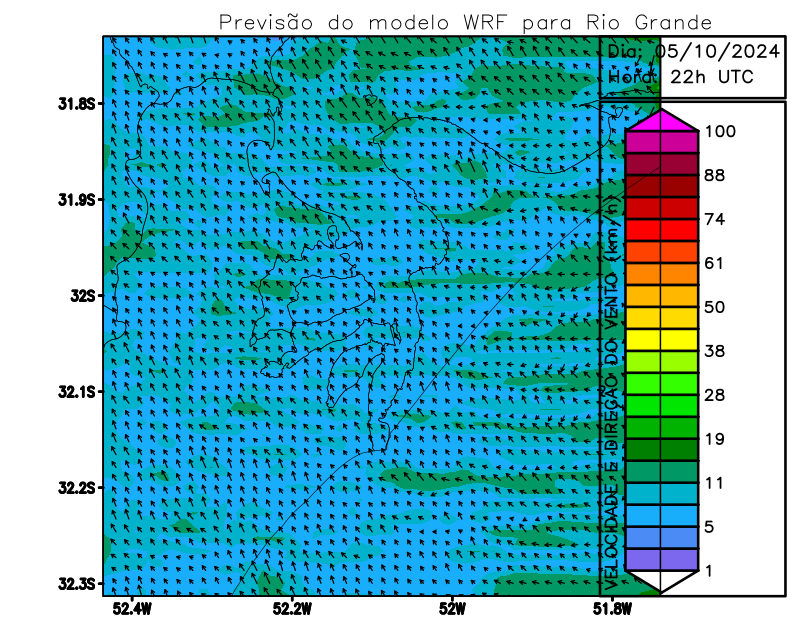 Previsão do modelo WRF para Rio Grande
Dia: 05/10/2024
Hora: 22h UTC
31.8S
31.9S
32S
32.1S
32.2S
32.3S
52.4W
52.2W
52W
51.8W
VELOCIDADE E DIREÇÃO DO VENTO (km/h)
100
88
74
61
50
38
28
19
11
5
1